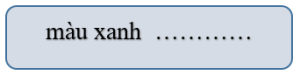 màu xanh …………